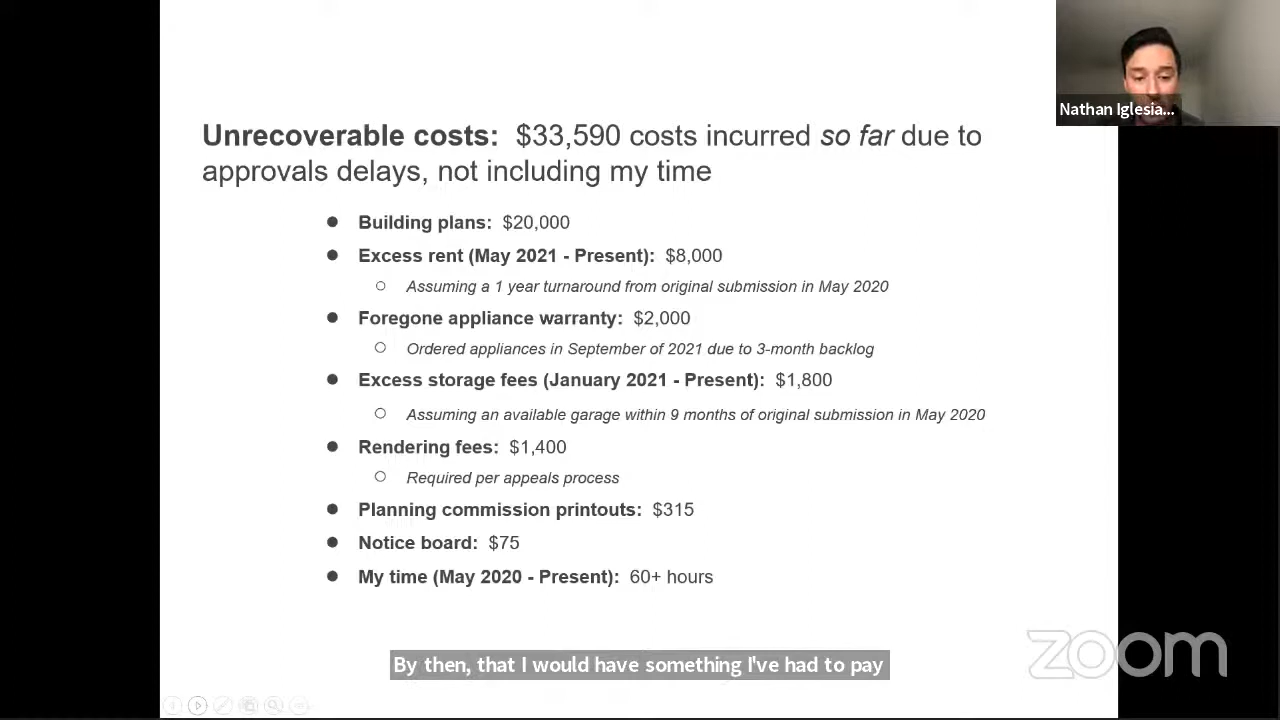 Nathan Iglesia...
Unrecoverable costs: $33,590 costs incurred so far due to
approvals delays, not including my time
● Building plans: $20,000
● Excess rent (May 2021 - Present): $8,000
○ Assuming a 1 year turnaround from original submission in May 2020
● Foregone appliance warranty: $2,000
○ Ordered appliances in September of 2021 due to 3-month backlog
● Excess storage fees (January 2021 - Present): $1,800
○ Assuming an available garage within 9 months of original submission in May 2020
● Rendering fees: $1,400
○ Required per appeals process
● Planning commission printouts: $315
● Notice board: $75
● My time (May 2020 - Present): 60+ hours
By then, that I would have something I've had to pay
zoom